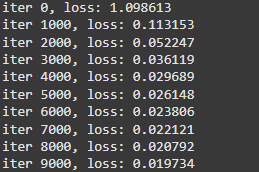 iter 0, loss: 1.098613
iter 1000, loss: 0.113153
iter 2000, loss: 0.052247
iter 3000, loss: 0.036119
iter 4000, loss: 0.029689
iter 5000, loss: 0.026148
iter 6000, loss: 0.023806
iter 7000, loss: 0.022121
iter 8000, loss: 0.020792
iter 9000, loss: 0.019734